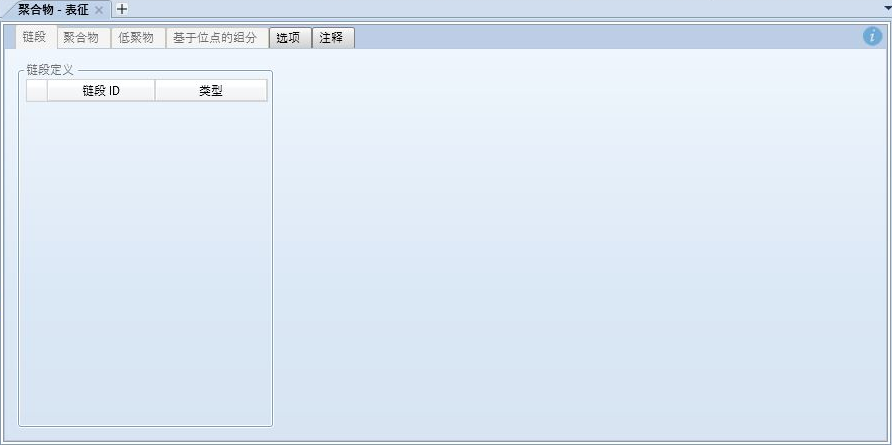 聚合物 - 表征
链段 聚合物 低聚物 基于位点的组分 选项 注释
链段定义
链段 ID 类型